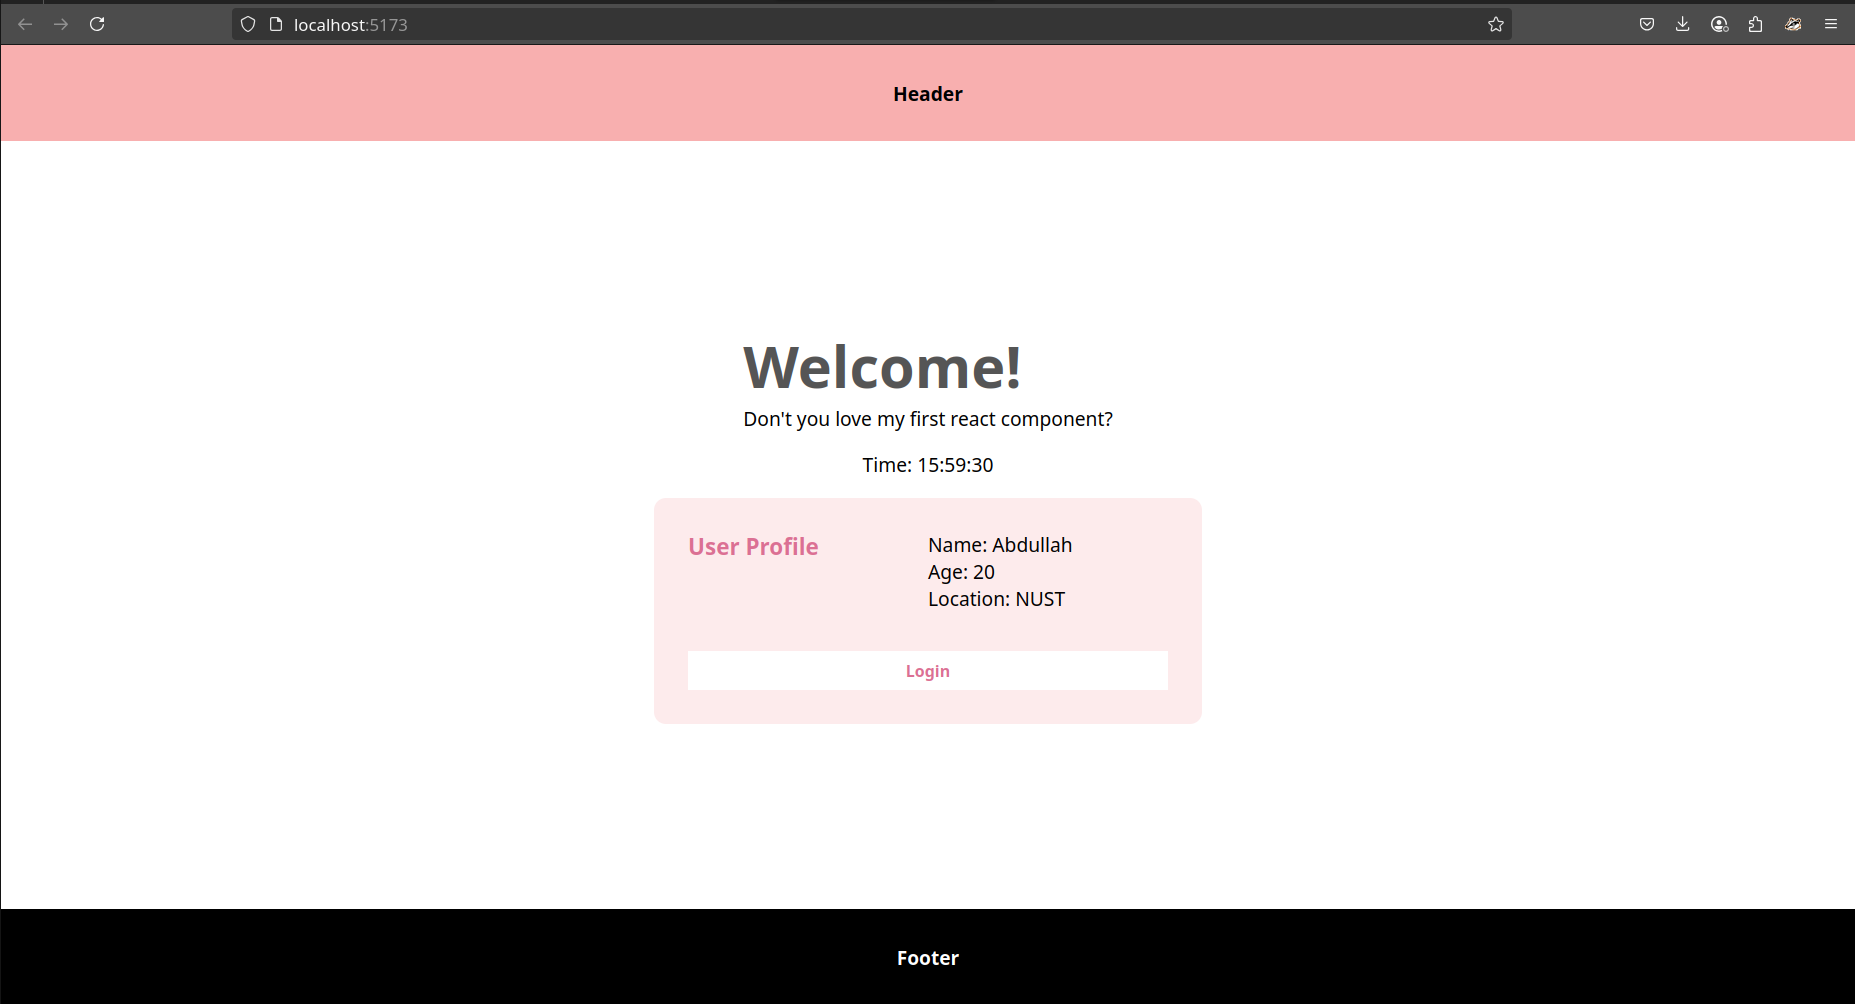 localhost:5173
Header
Welcome!
Don't you love my first react component?
Time: 15:59:30
User Profile
Name: Abdullah
Age: 20
Location: NUST
Login
Footer